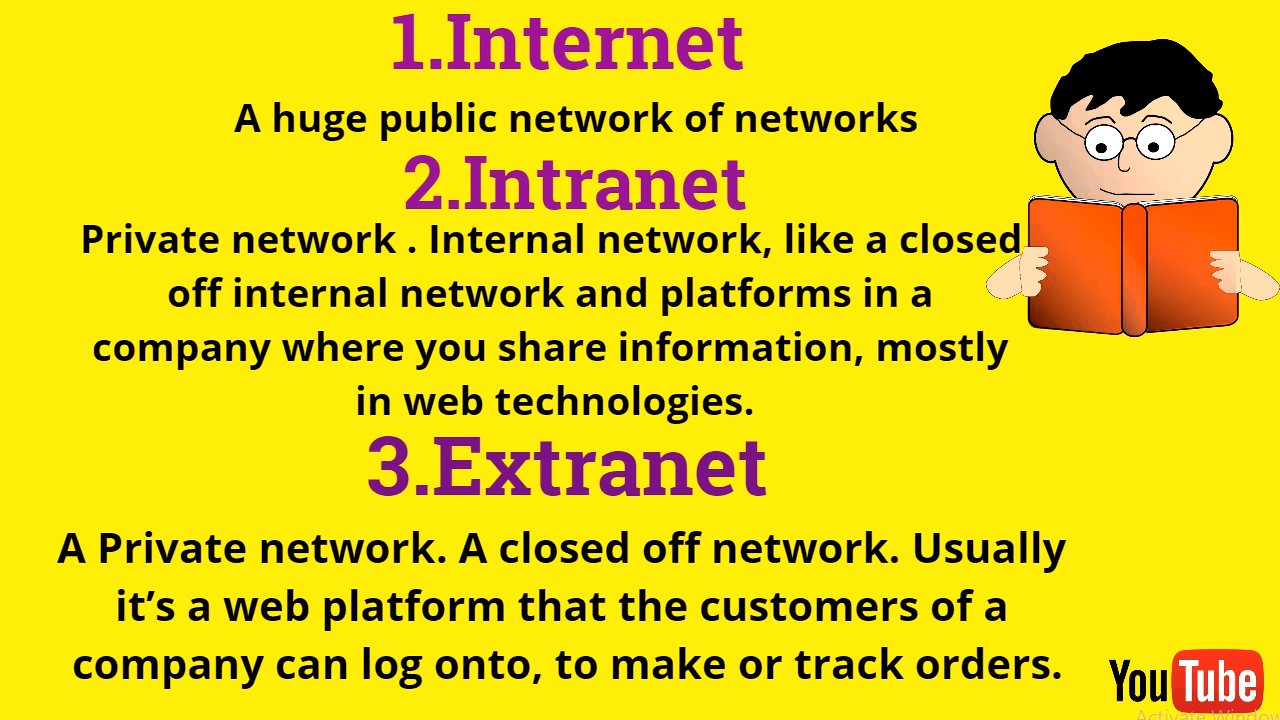 1.Internet
A huge public network of networks
2.Intranet
Private network . Internal network, like a closed
off internal network and platforms in a
company where you share information, mostly
in web technologies.
3.Extranet
A Private network. A closed off network. Usually
it’s a web platform that the customers of a
company can log onto, to make or track orders.
YouTube
Activate Window